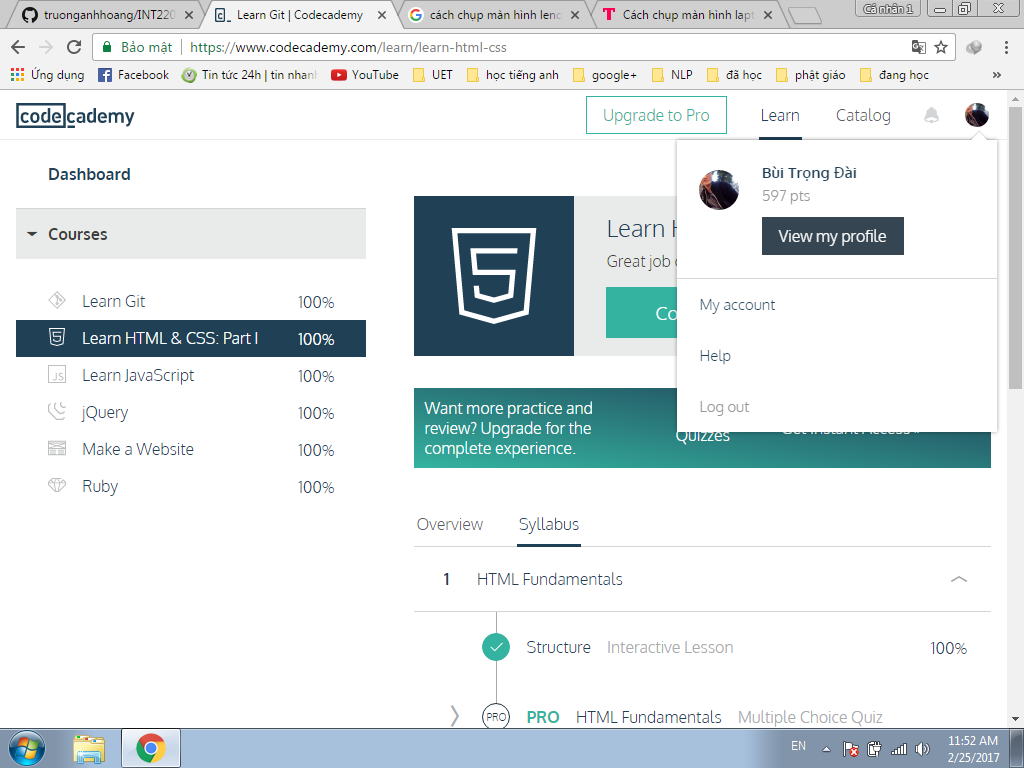 truonganhhoang/INT220
Learn Git | Codecademy
cách chụp màn hình leno
Cách chụp màn hình lapt
Cá nhân 1
Bảo mật
https://www.codecademy.com/learn/learn-html-css
Ứng dụng
Facebook
Tin tức 24h | tin nhanh
YouTube
UET
học tiếng anh
google+
NLP
đã học
phật giáo
đang học
»
codecademy
Upgrade to Pro
Learn
Catalog
Dashboard
Courses
Learn Git 100%
Learn HTML & CSS: Part I 100%
Learn JavaScript 100%
jQuery 100%
Make a Website 100%
Ruby 100%
Learn H
Great job
Co
Bùi Trọng Đài
597 pts
View my profile
My account
Help
Log out
Want more practice and
review? Upgrade for the
complete experience.
Quizzes
Get Instant Access »
Overview
Syllabus
1 HTML Fundamentals
Structure Interactive Lesson 100%
PRO PRO HTML Fundamentals Multiple Choice Quiz
EN
11:52 AM
2/25/2017